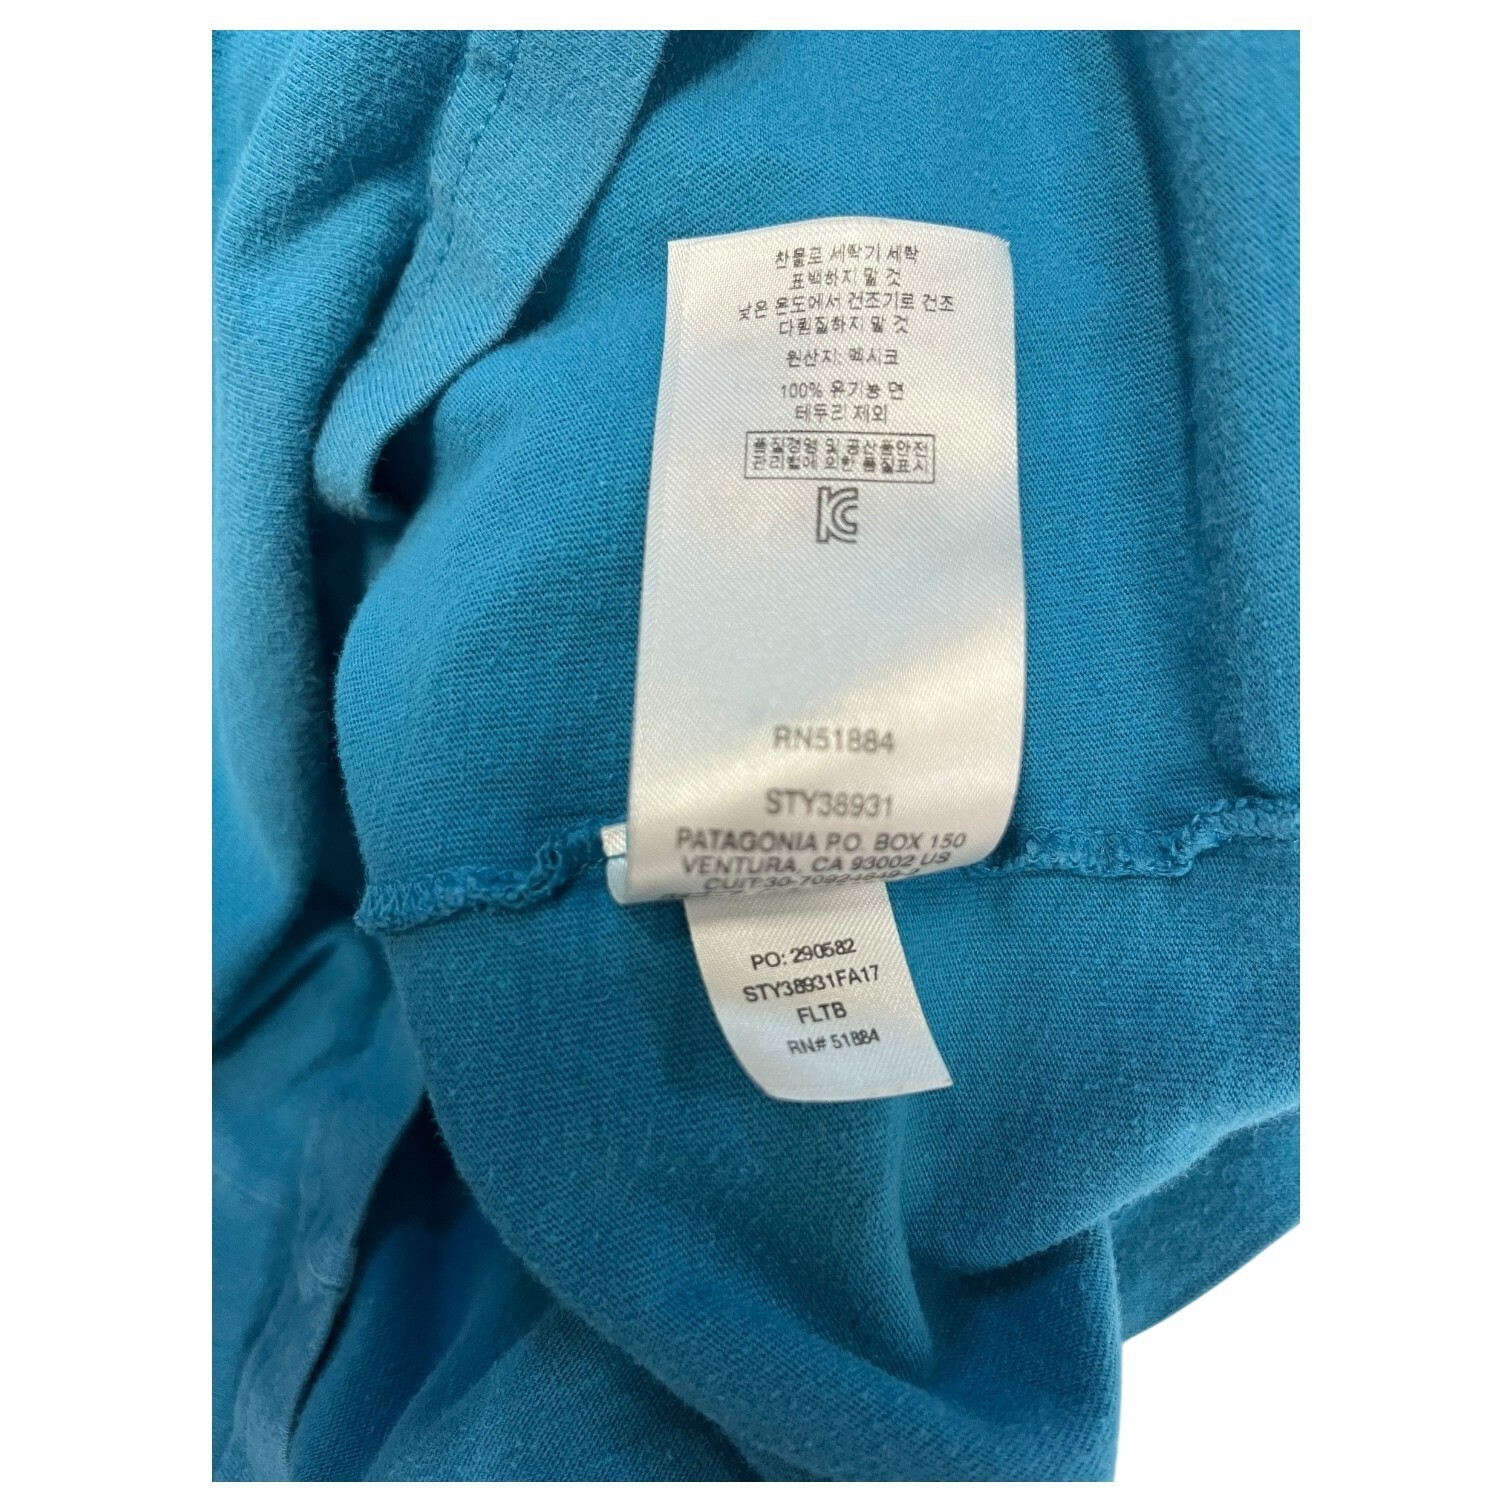 찬물로 세탁기 세탁
표백하지 말 것
낮은 온도에서 건조기로 건조
다림질하지 말 것
원산지: 멕시코
100% 유기농 면
테두리 제외
품질경영 및 공산품안전
관리법에 의한 품질표시
KC
RN51884
STY38931
PATAGONIA P.O. BOX 150
VENTURA, CA 93002 US
PO: 290582
STY38931FA17
FLTB
RN# 51884